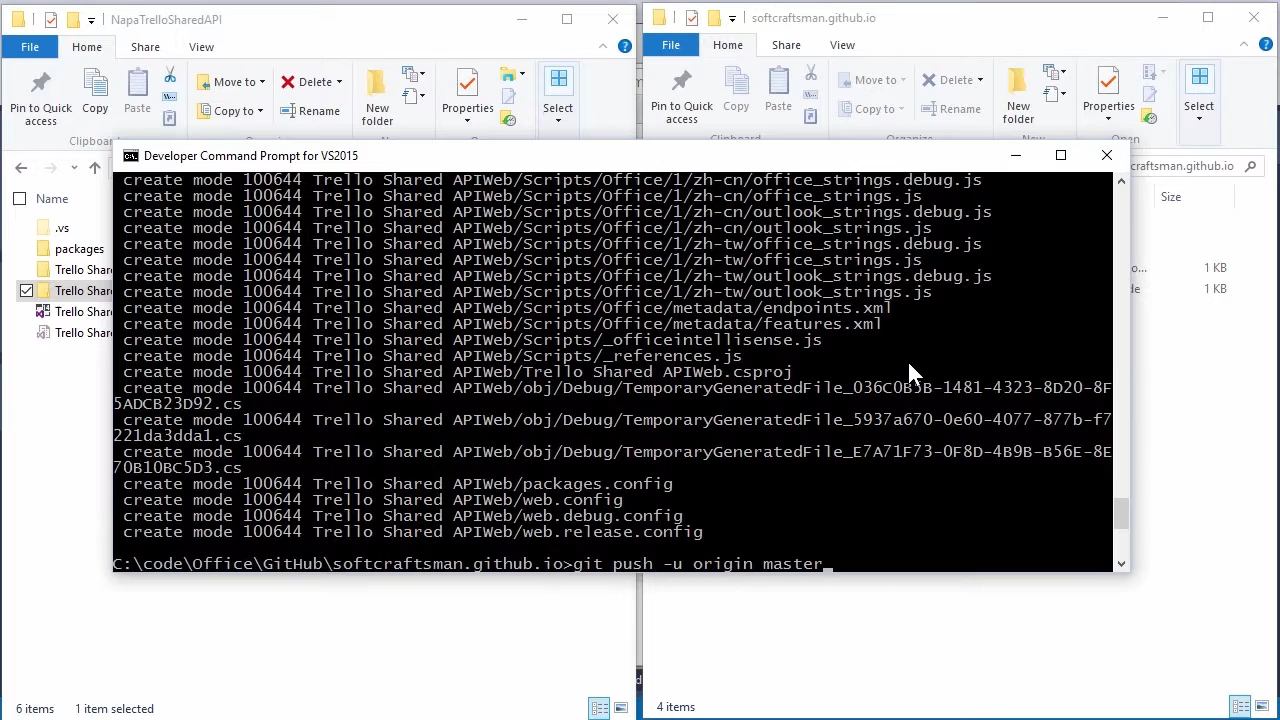 NapaTrelloSharedAPI
File Home Share View
Pin to Quick access
Copy
Paste
Move to
Copy to
Delete
Rename
New folder
Properties
Select
Clipboard
softcraftsman.github.io
File Home Share View
Pin to Quick access
Copy
Paste
Move to
Copy to
Delete
Rename
New folder
Properties
Select
Clipboard
Organize
Open
Developer Command Prompt for VS2015
create mode 100644 Trello Shared APIWeb/Scripts/Office/1/zh-cn/office_strings.debug.js
create mode 100644 Trello Shared APIWeb/Scripts/Office/1/zh-cn/office_strings.js
create mode 100644 Trello Shared APIWeb/Scripts/Office/1/zh-cn/outlook_strings.debug.js
create mode 100644 Trello Shared APIWeb/Scripts/Office/1/zh-cn/outlook_strings.js
create mode 100644 Trello Shared APIWeb/Scripts/Office/1/zh-tw/office_strings.debug.js
create mode 100644 Trello Shared APIWeb/Scripts/Office/1/zh-tw/office_strings.js
create mode 100644 Trello Shared APIWeb/Scripts/Office/1/zh-tw/outlook_strings.debug.js
create mode 100644 Trello Shared APIWeb/Scripts/Office/1/zh-tw/outlook_strings.js
create mode 100644 Trello Shared APIWeb/Scripts/Office/metadata/endpoints.xml
create mode 100644 Trello Shared APIWeb/Scripts/Office/metadata/features.xml
create mode 100644 Trello Shared APIWeb/Scripts/_officeintellisense.js
create mode 100644 Trello Shared APIWeb/Scripts/_references.js
create mode 100644 Trello Shared APIWeb/Trello Shared APIWeb.csproj
create mode 100644 Trello Shared APIWeb/obj/Debug/TemporaryGeneratedFile_036C0B5B-1481-4323-8D20-8F
5ADCB23D92.cs
create mode 100644 Trello Shared APIWeb/obj/Debug/TemporaryGeneratedFile_5937a670-0e60-4077-877b-f7
221da3dda1.cs
create mode 100644 Trello Shared APIWeb/obj/Debug/TemporaryGeneratedFile_E7A71F73-0F8D-4B9B-B56E-8E
70B10BC5D3.cs
create mode 100644 Trello Shared APIWeb/packages.config
create mode 100644 Trello Shared APIWeb/web.config
create mode 100644 Trello Shared APIWeb/web.debug.config
create mode 100644 Trello Shared APIWeb/web.release.config
C:\code\Office\GitHub\softcraftsman.github.io>git push -u origin master
Name
.vs
packages
Trello Share
Trello Share
Trello Share
Trello Share
craftsman.github.io
Size
1 KB
1 KB
6 items 1 item selected
4 items